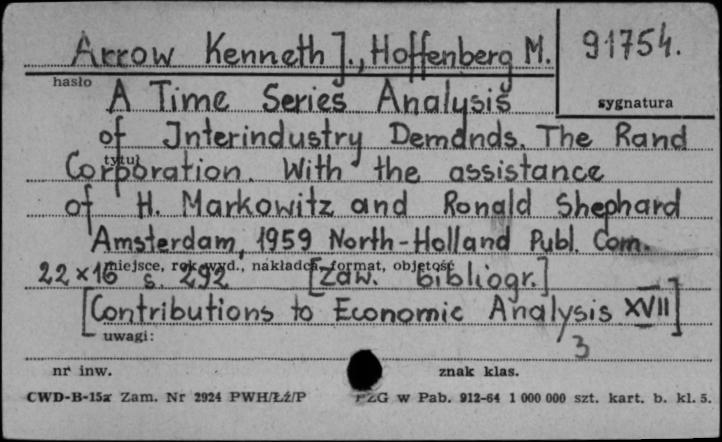 Arrow Kenneth J., Hoffenberg M.
91754.
hasło
sygnatura
A Time Series Analysis
of Interindustry Demands. The Rand
tytuł
Corporation. With the assistance
of H. Markowitz and Ronald Shephard
Amsterdam, 1959 North-Holland Publ. Com.
miejsce, rok wyd., nakładca, format, objętość
22 x 16 s. 292 [Zaw. bibliogr.]
[Contributions to Economic Analysis XVII]
uwagi:
3
nr inw.
znak klas.
CWD-B-15a Zam. Nr 2924 PWH/Łź/P
PZG w Pab. 912-64 1 000 000 szt. kart. b. kl. 5.